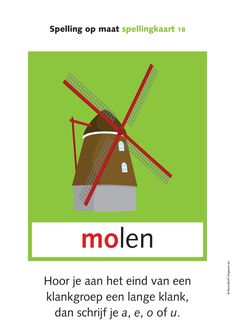 Spelling op maat spellingkaart 18
molen
Hoor je aan het eind van een
klankgroep een lange klank,
dan schrijf je a, e, o of u.